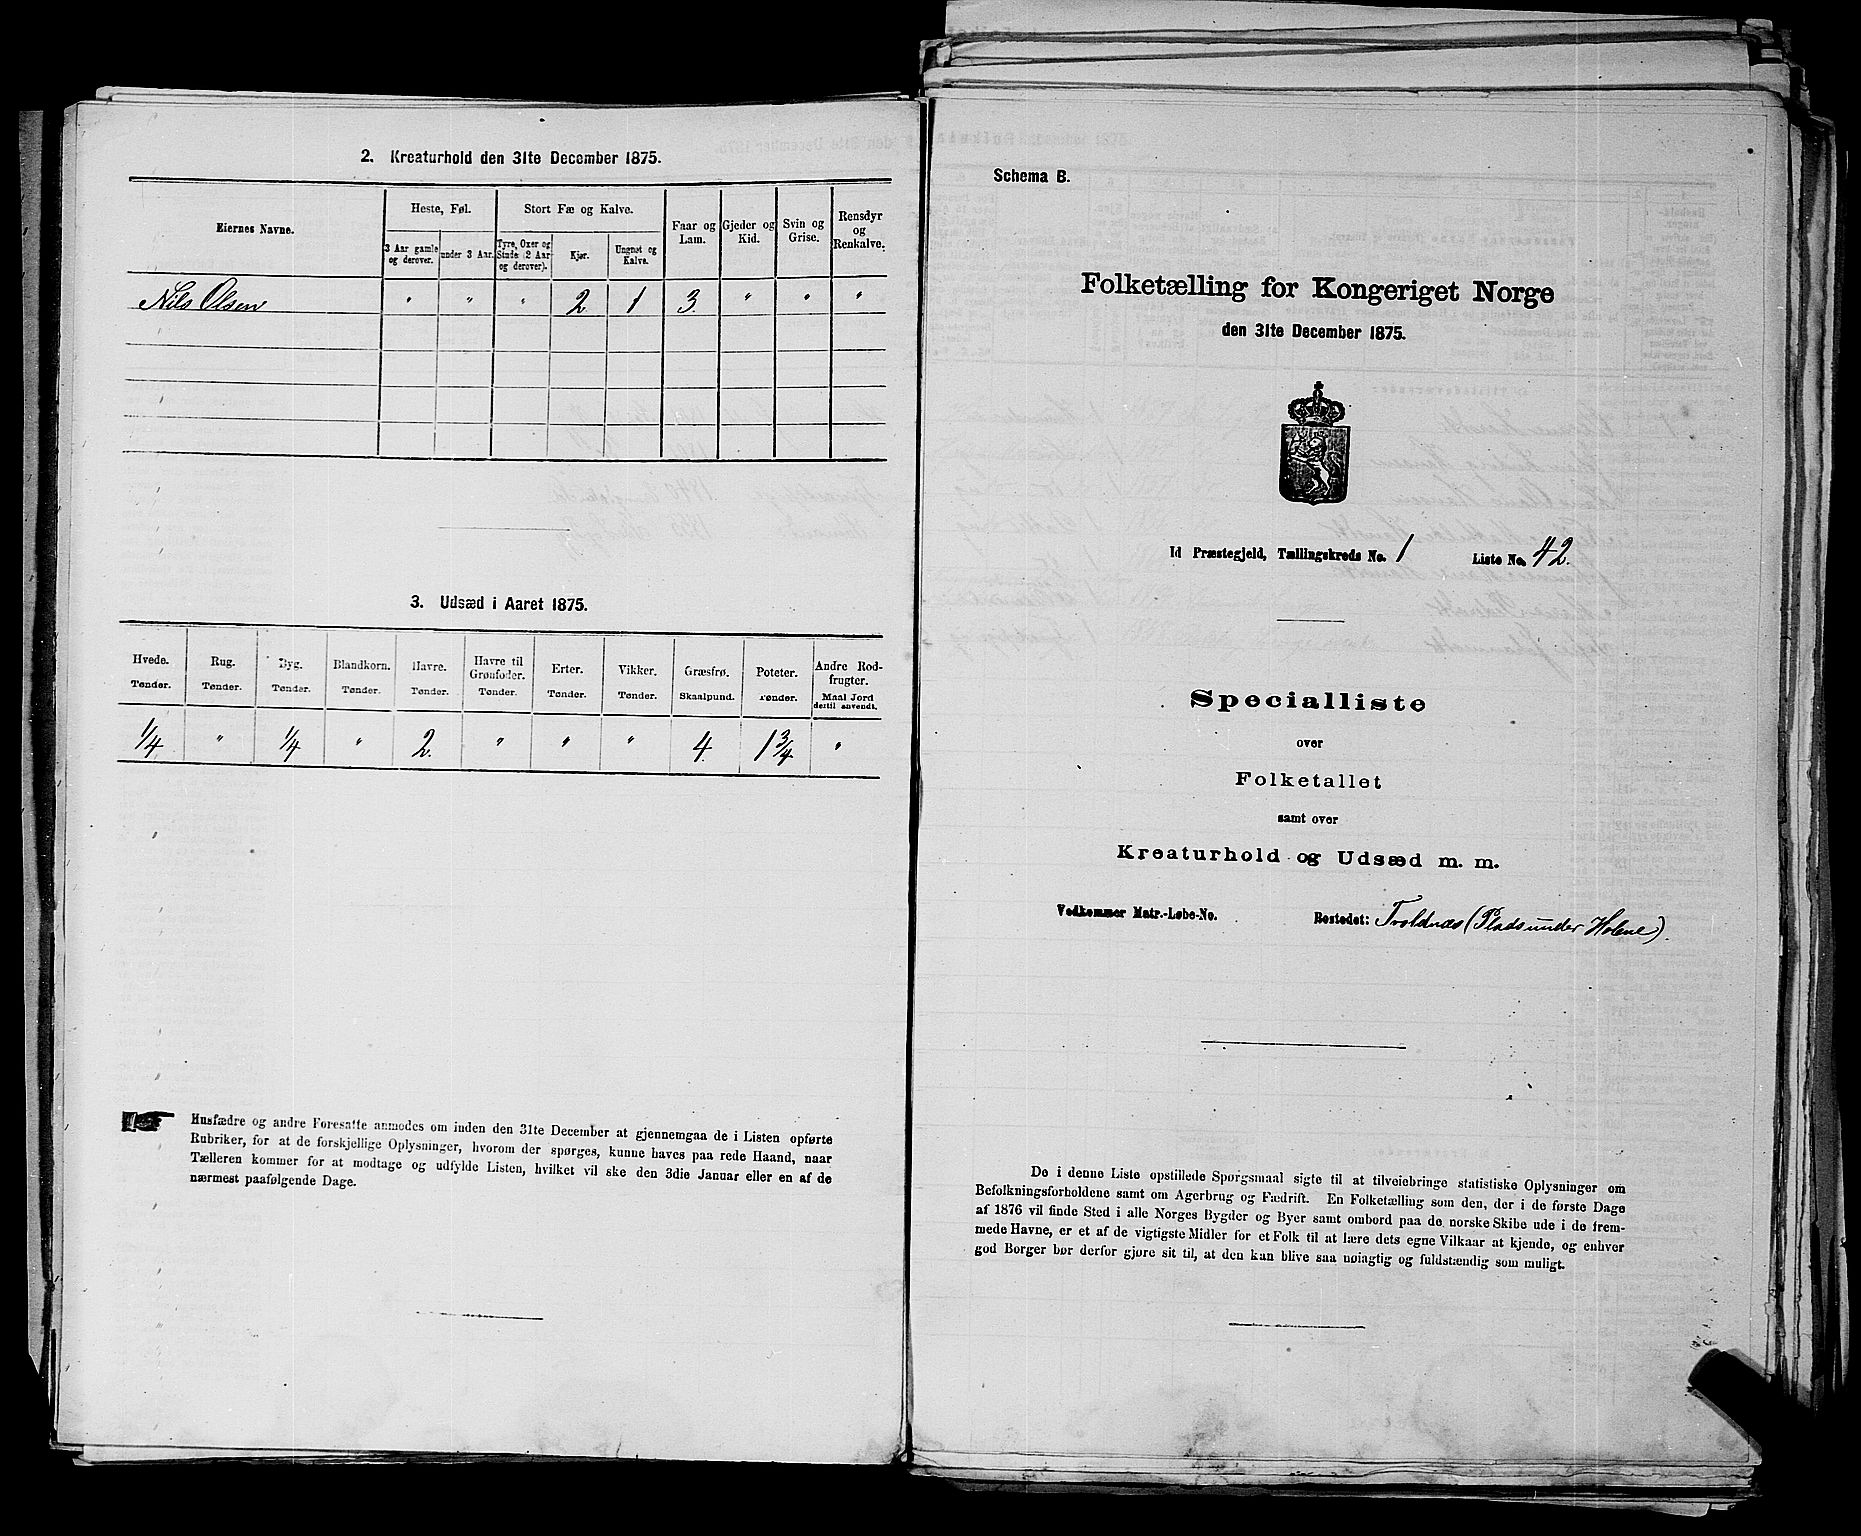 2. Kreaturhold den 31te December 1875.
Eiernes Navne.
Heste, Føl.
Stort Fæ og Kalve.
Faar og Lam.
Gjeder og Kid.
Svin og Grise.
Rensdyr og Renkalve.
3 Aar gamle og derover.
under 3 Aar.
Tyre, Oxer og Stude (2 Aar og derover).
Kjør.
Ungnøt og Kalve.
Nils Olsen " " " 2 1 3 " " "
3. Udsæd i Aaret 1875.
Hvede. Rug. Byg. Blandkorn. Havre. Havre til Grønfoder. Erter. Vikker. Græsfrø. Poteter. Andre Rodfrugter.
Tønder. Tønder. Tønder. Tønder. Tønder. Tønder. Tønder. Tønder. Skaalpund. Tønder. Maal Jord dertil anvendt.
1/4 " 1/4 " 2. " " " 4. 1 3/4 "
Husfædre og andre Foresatte anmodes om inden den 31te December at gjennemgaa de i Listen opførte
Rubriker, for at de forskjellige Oplysninger, hvorom der spørges, kunne haves paa rede Haand, naar
Tælleren kommer for at modtage og udfylde Listen, hvilket vil ske den 3die Januar eller en af de
nærmest paafølgende Dage.
Schema B.
Folketælling for Kongeriget Norge
den 31te December 1875.
Id Præstegjeld, Tællingskreds No. 1 Liste No. 42.
Specialliste
over
Folketallet
samt over
Kreaturhold og Udsæd m. m.
Vedkommer Matr.-Løbe-No. Bostedet: Troldnæs (Plads under Holene).
De i denne Liste opstillede Spørgsmaal sigte til at tilveiebringe statistiske Oplysninger om
Befolkningsforholdene samt om Agerbrug og Fædrift. En Folketælling som den, der i de første Dage
af 1876 vil finde Sted i alle Norges Bygder og Byer samt ombord paa de norske Skibe ude i de frem-
mede Havne, er et af de vigtigste Midler for et Folk til at lære dets egne Vilkaar at kjende, og enhver
god Borger bør derfor gjøre sit til, at den kan blive saa nøiagtig og fuldstændig som muligt.